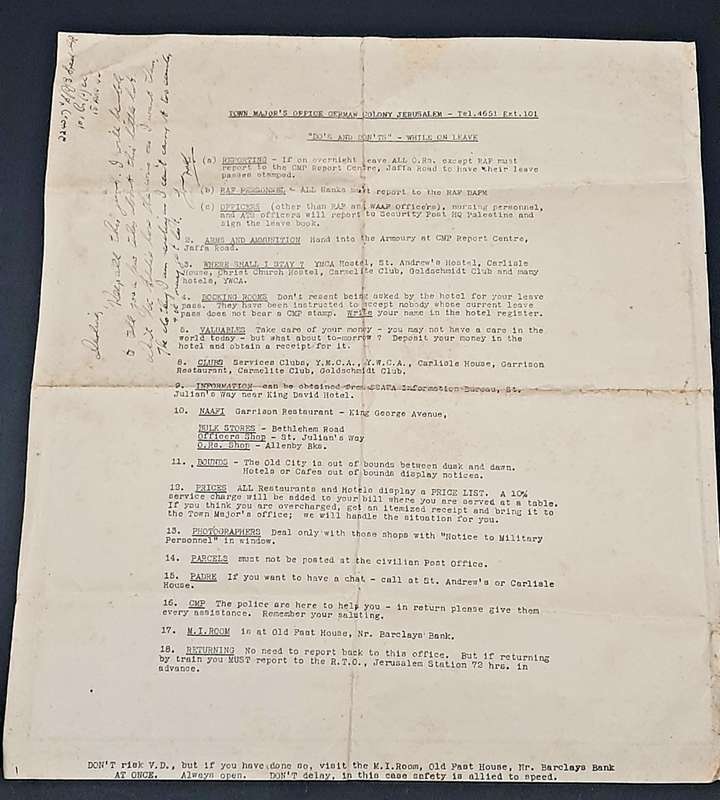 TOWN MAJOR'S OFFICE GERMAN COLONY JERUSALEM - Tel.4651 Ext.101
"DO'S AND DON'TS" - WHILE ON LEAVE
(a) REPORTING - If on overnight leave ALL O.Rs. except RAF must
report to the CMP Report Centre, Jaffa Road to have their leave
passes stamped.
(b) RAF PERSONNEL - ALL Ranks must report to the RAF DAPM
(c) OFFICERS (other than RAF and WAAF Officers), nursing personnel,
and ATS officers will report to Security Post HQ Palestine and
sign the leave book.
2. ARMS AND AMMUNITION Hand into the Armoury at CMP Report Centre,
Jaffa Road.
3. WHERE SHALL I STAY ? YMCA Hostel, St. Andrew's Hostel, Carlisle
House, Christ Church Hostel, Carmelite Club, Goldschmidt Club and many
hotels, YWCA.
4. BOOKING ROOMS Don't resent being asked by the hotel for your leave
pass. They have been instructed to accept nobody whose current leave
pass does not bear a CMP stamp. Write your name in the hotel register.
5. VALUABLES Take care of your money - you may not have a care in the
world today - but what about to-morrow ? Deposit your money in the
hotel and obtain a receipt for it.
8. CLUBS Services Clubs, Y.M.C.A., Y.W.C.A., Carlisle House, Garrison
Restaurant, Carmelite Club, Goldschmidt Club.
9. INFORMATION can be obtained from SSAFA Information Bureau, St.
Julian's Way near King David Hotel.
10. NAAFI Garrison Restaurant - King George Avenue,
BULK STORES - Bethlehem Road
Officers Shop - St. Julian's Way
O.Rs. Shop - Allenby Bks.
11. BOUNDS - The Old City is out of bounds between dusk and dawn.
Hotels or Cafes out of bounds display notices.
12. PRICES ALL Restaurants and Hotels display a PRICE LIST. A 10%
service charge will be added to your bill where you are served at a table.
If you think you are overcharged, get an itemized receipt and bring it to
the Town Major's office; we will handle the situation for you.
13. PHOTOGRAPHERS Deal only with those shops with "Notice to Military
Personnel" in window.
14. PARCELS must not be posted at the civilian Post Office.
15. PADRE If you want to have a chat - call at St. Andrew's or Carlisle
House.
16. CMP The police are here to help you - in return please give them
every assistance. Remember your saluting.
17. M.I.ROOM is at Old Fast House, Nr. Barclays Bank.
18. RETURNING No need to report back to this office. But if returning
by train you MUST report to the R.T.O., Jerusalem Station 72 hrs. in
advance.
DON'T risk V.D., but if you have done so, visit the M.I.Room, Old Fast House, Nr. Barclays Bank
AT ONCE. Always open. DON'T delay, in this case safety is allied to speed.